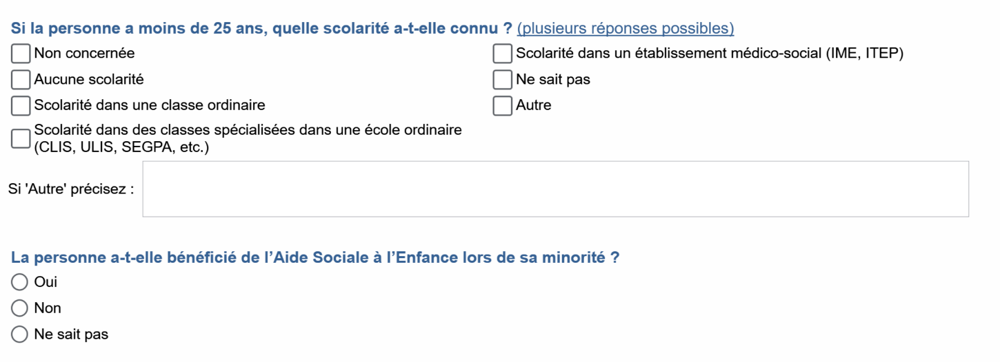 Si la personne a moins de 25 ans, quelle scolarité a-t-elle connu ? (plusieurs réponses possibles)
Non concernée
Aucune scolarité
Scolarité dans une classe ordinaire
Scolarité dans des classes spécialisées dans une école ordinaire
(CLIS, ULIS, SEGPA, etc.)
Scolarité dans un établissement médico-social (IME, ITEP)
Ne sait pas
Autre
Si 'Autre' précisez :
La personne a-t-elle bénéficié de l’Aide Sociale à l’Enfance lors de sa minorité ?
Oui
Non
Ne sait pas